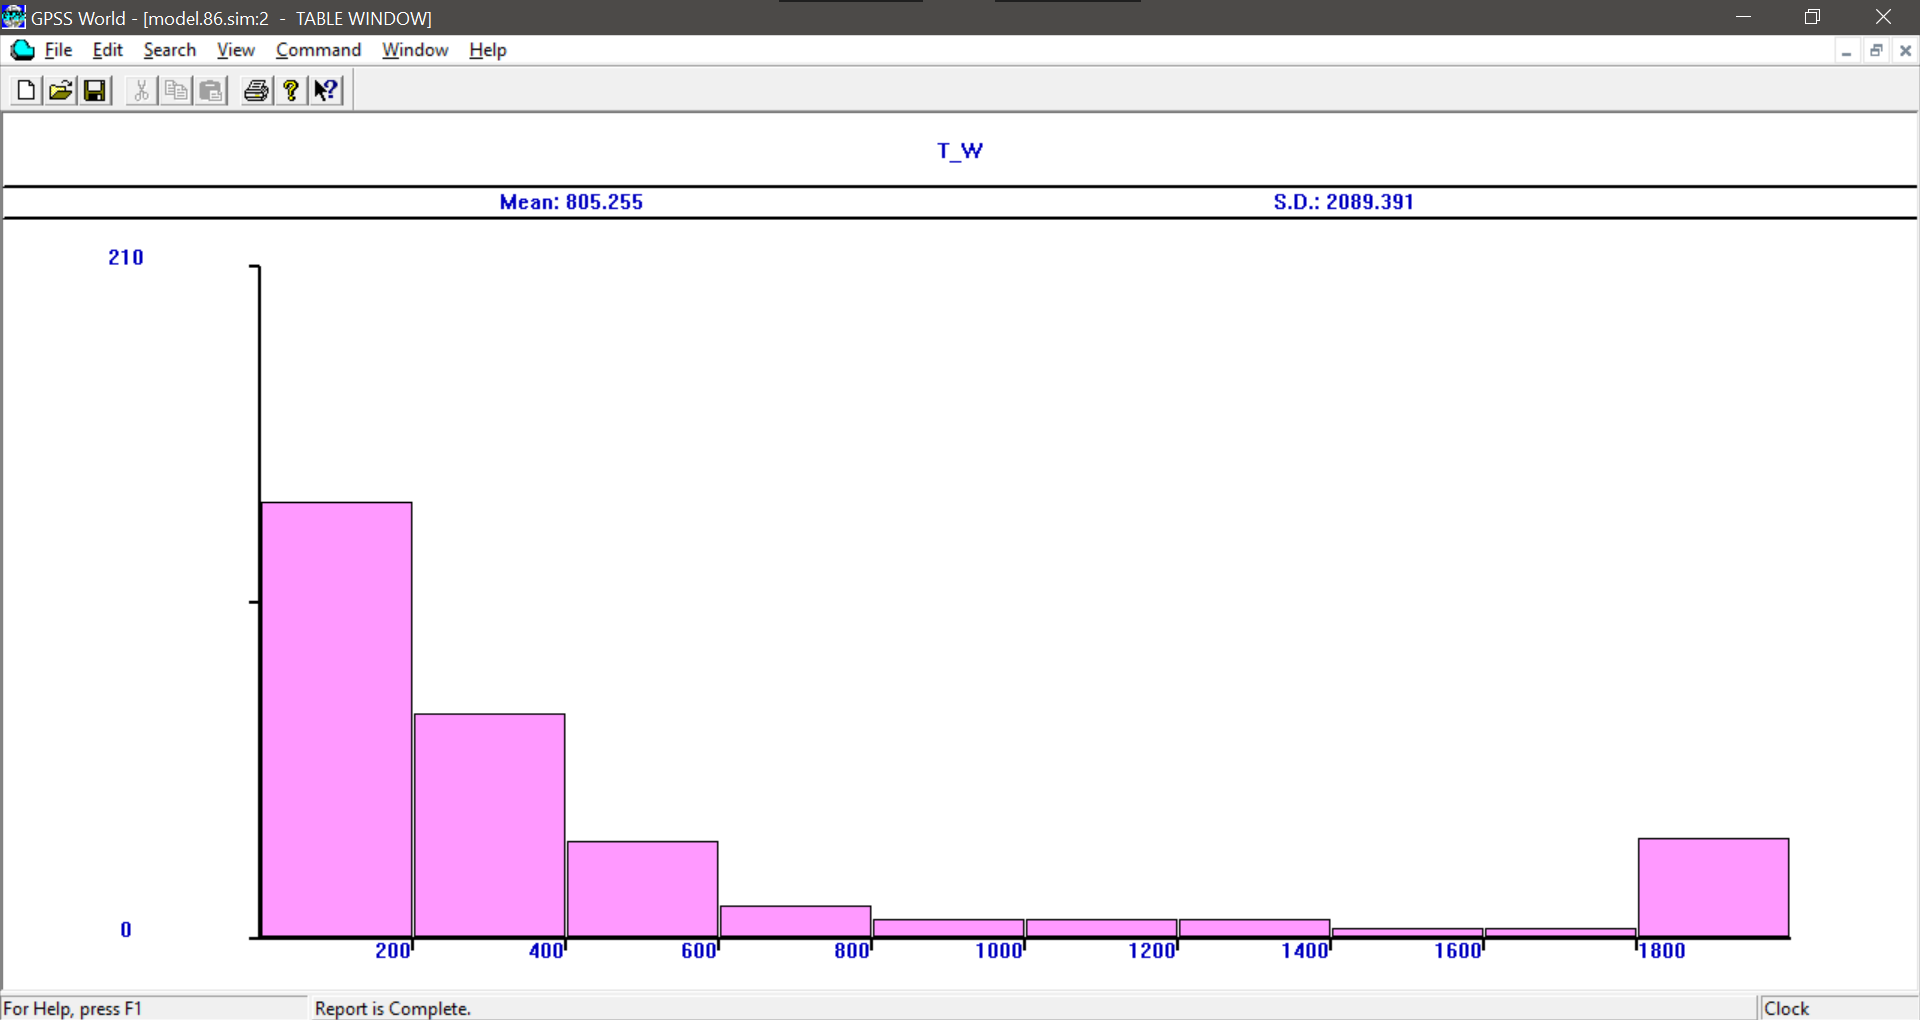 GPSS World - [model.86.sim:2 - TABLE WINDOW]
File Edit Search View Command Window Help
T_W
Mean: 805.255 S.D.: 2089.391
210
0
200 400 600 800 1000 1200 1400 1600 1800
For Help, press F1 Report is Complete. Clock